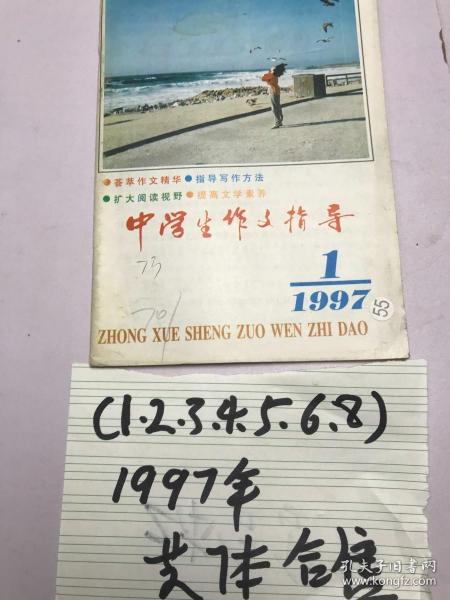 ●荟萃作文精华●指导写作方法
●扩大阅读视野●提高文学素养
中学生作文指导
73
1
1997
55
701
ZHONG XUE SHENG ZUO WEN ZHI DAO
(1.2.3.4.5.6.8)
1997年
共7本合售
孔夫子旧书网
www.kongfz.com